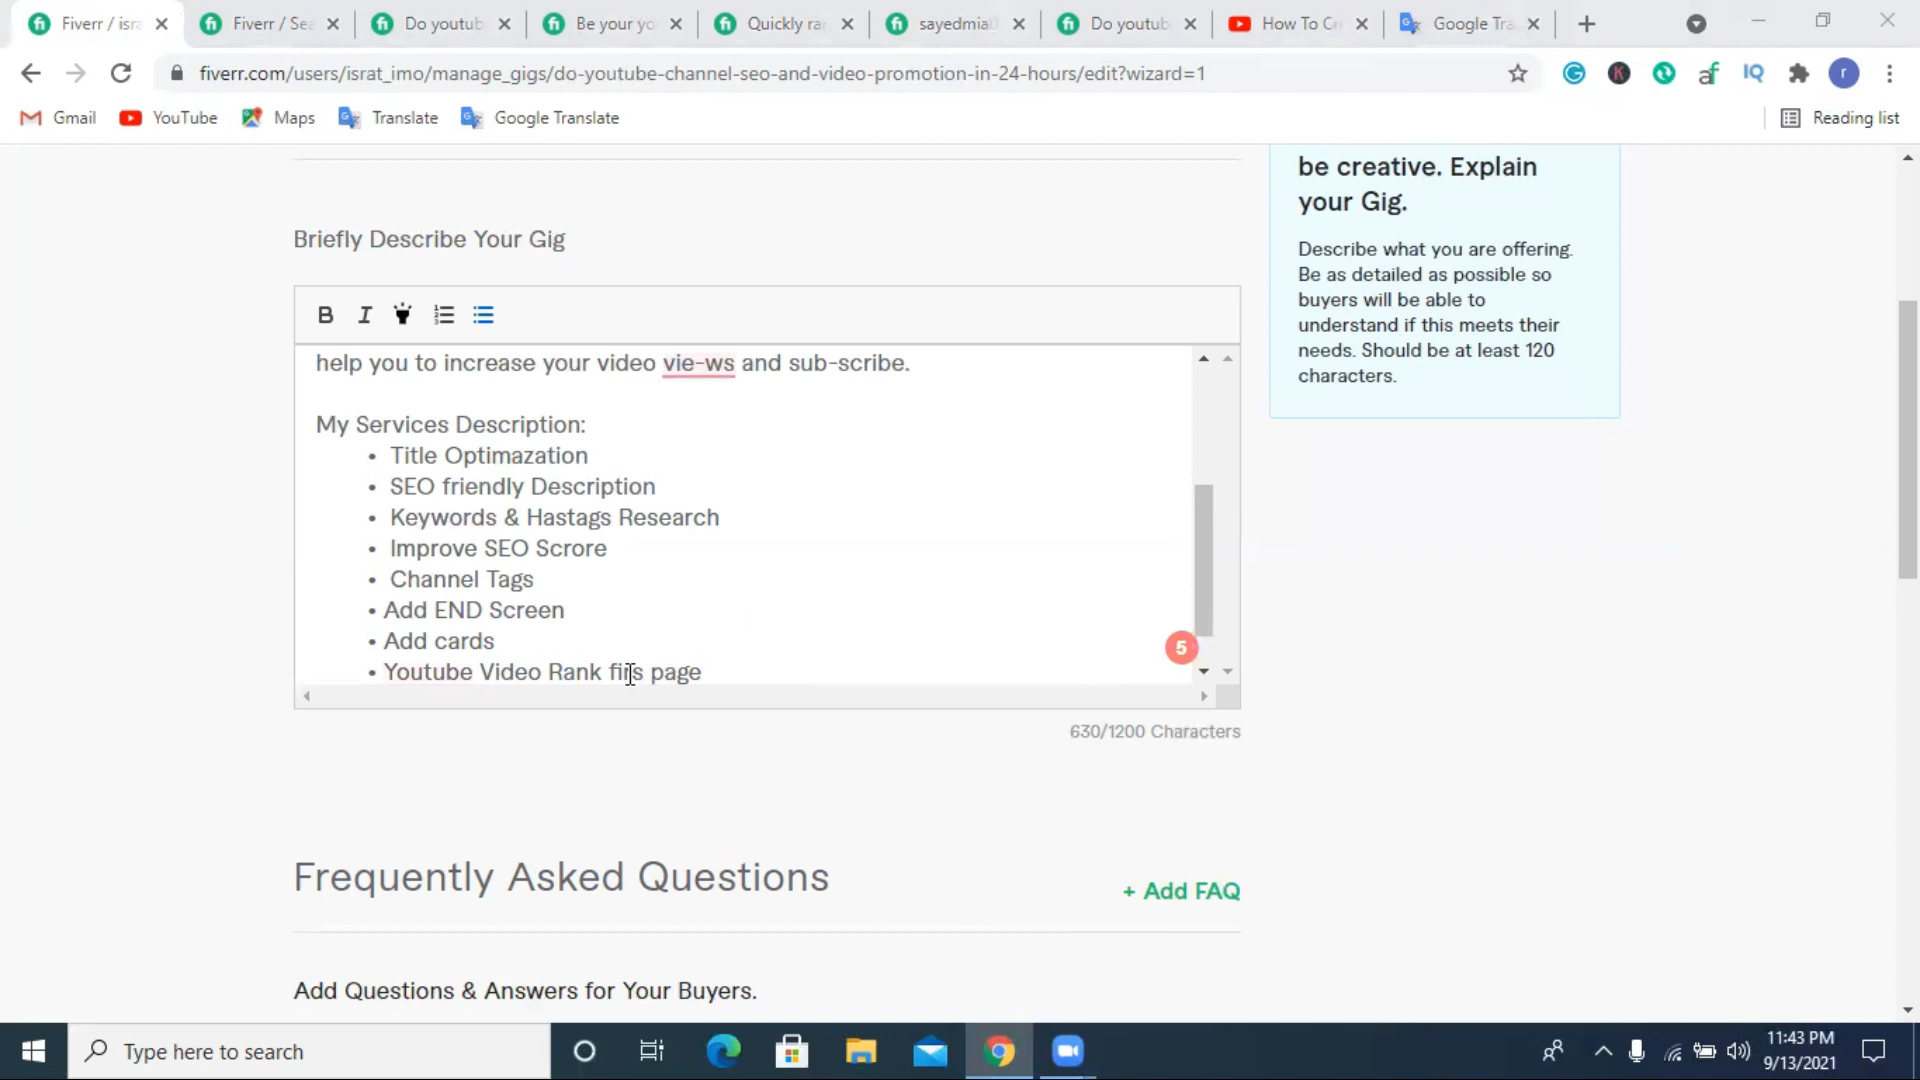 Fiverr / isra
Fiverr / Sea
Do youtub
Be your yo
Quickly ra
sayedmia
Do youtub
How To Cr
Google Tra
fiverr.com/users/israt_imo/manage_gigs/do-youtube-channel-seo-and-video-promotion-in-24-hours/edit?wizard=1
IQ
r
Gmail
YouTube
Maps
Translate
Google Translate
Reading list
be creative. Explain
your Gig.
Describe what you are offering.
Be as detailed as possible so
buyers will be able to
understand if this meets their
needs. Should be at least 120
characters.
Briefly Describe Your Gig
B I
help you to increase your video vie-ws and sub-scribe.
My Services Description:
• Title Optimazation
• SEO friendly Description
• Keywords & Hastags Research
• Improve SEO Scrore
• Channel Tags
• Add END Screen
• Add cards
• Youtube Video Rank firs page
5
630/1200 Characters
Frequently Asked Questions
+ Add FAQ
Add Questions & Answers for Your Buyers.
Type here to search
11:43 PM
9/13/2021